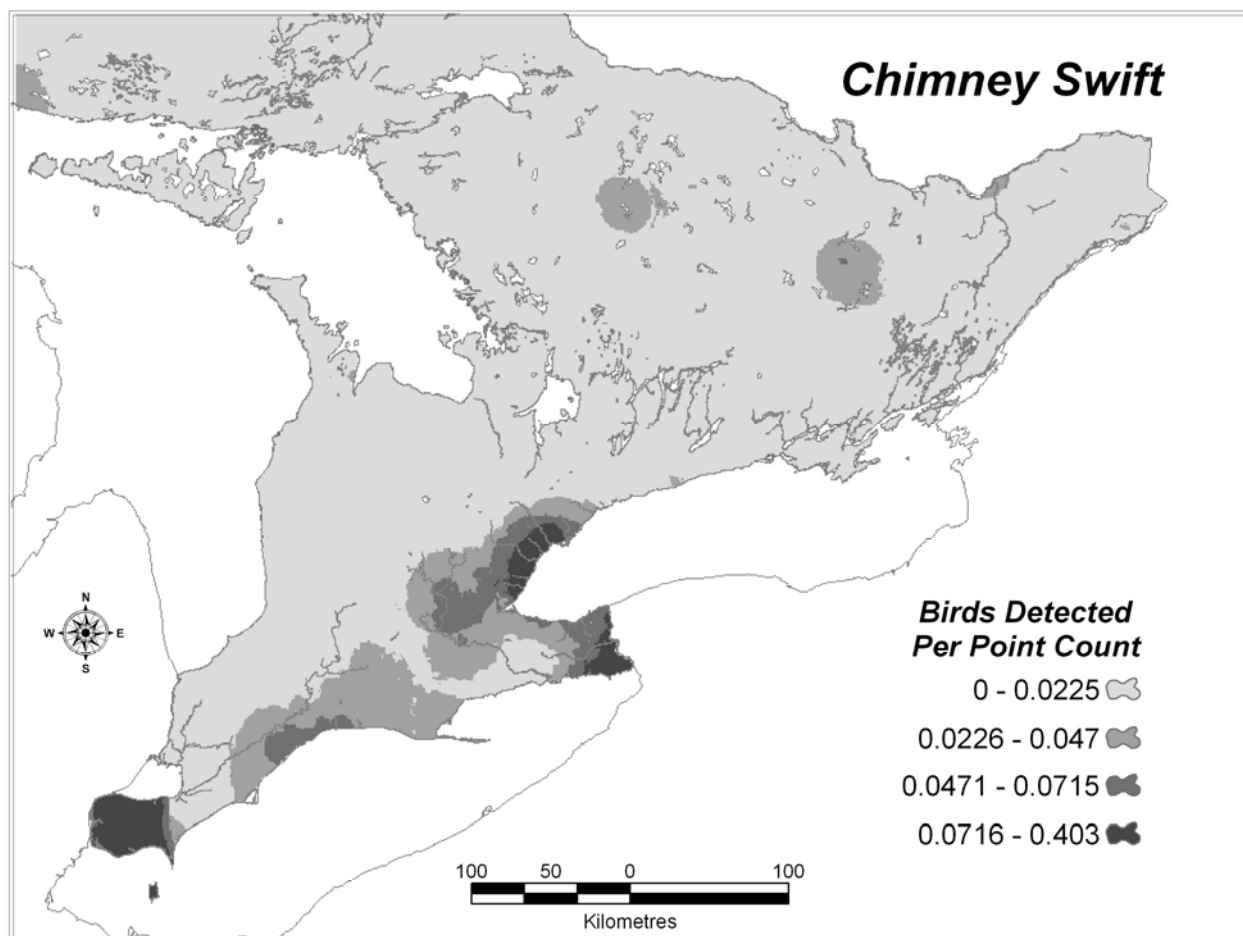 Chimney Swift
N
W E
S
Birds Detected
Per Point Count
0 - 0.0225
0.0226 - 0.047
0.0471 - 0.0715
0.0716 - 0.403
100 50 0 100
Kilometres